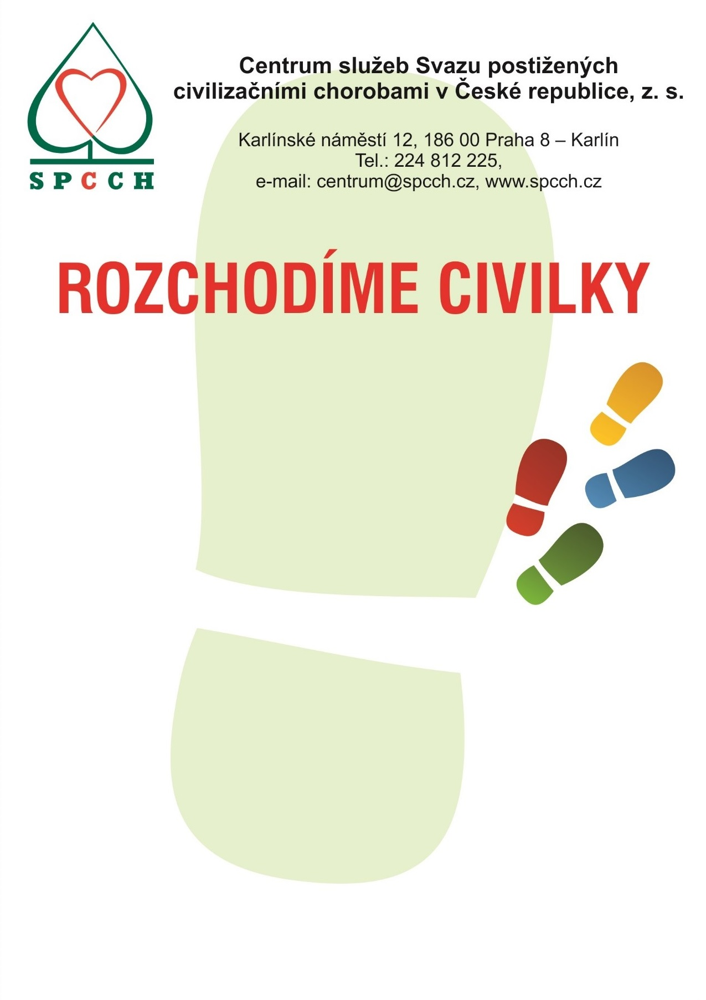 Centrum služeb Svazu postižených
civilizačními chorobami v České republice, z. s.
Karlínské náměstí 12, 186 00 Praha 8 – Karlín
Tel.: 224 812 225,
e-mail: centrum@spcch.cz, www.spcch.cz
SPCCH
ROZCHODÍME CIVILKY